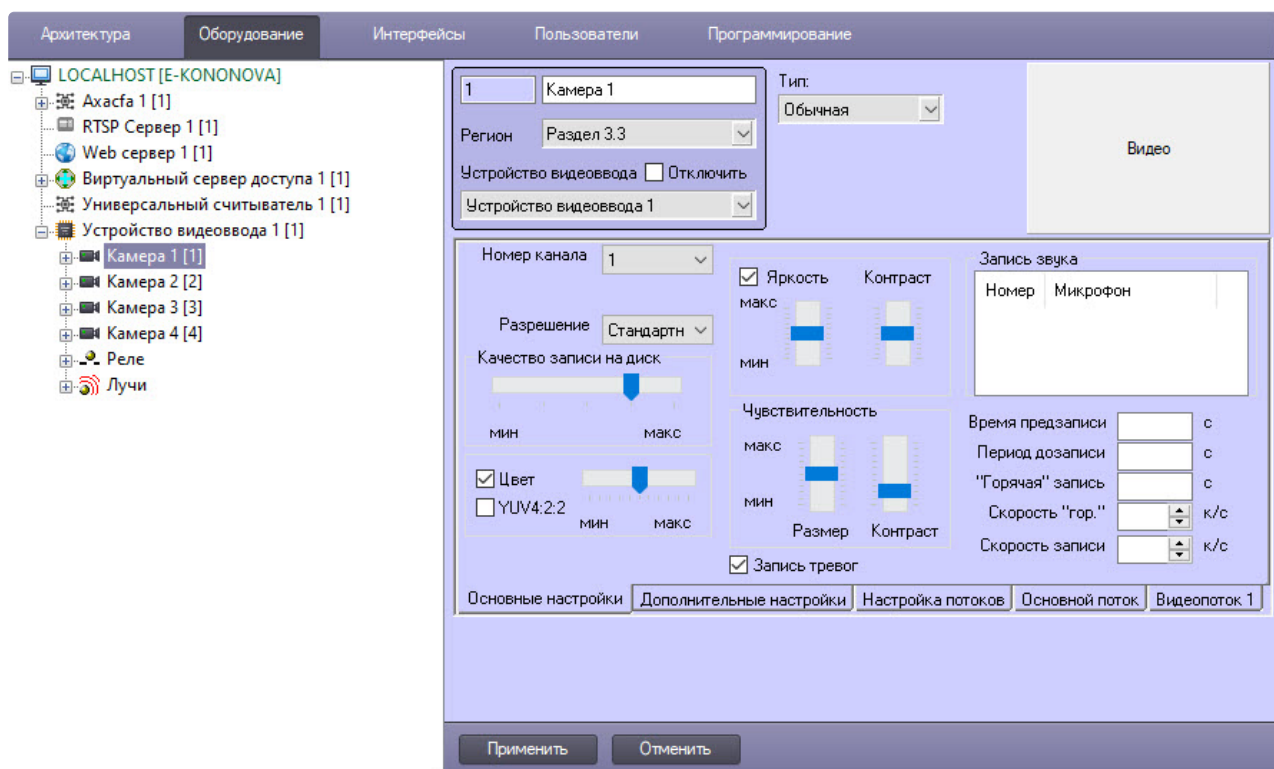 Архитектура Оборудование Интерфейсы Пользователи Программирование
LOCALHOST [E-KONONOVA]
Axacfa 1 [1]
RTSP Сервер 1 [1]
Web сервер 1 [1]
Виртуальный сервер доступа 1 [1]
Универсальный считыватель 1 [1]
Устройство видеоввода 1 [1]
Камера 1 [1]
Камера 2 [2]
Камера 3 [3]
Камера 4 [4]
Реле
Лучи
1 Камера 1
Регион Раздел 3.3
Устройство видеоввода Отключить
Устройство видеоввода 1
Тип:
Обычная
Видео
Номер канала 1
Разрешение Стандартн
Качество записи на диск
мин макс
Цвет
YUV4:2:2
мин макс
Яркость Контраст
макс
мин
Чувствительность
макс
мин
Размер Контраст
Запись тревог
Запись звука
Номер Микрофон
Время предзаписи с
Период дозаписи с
"Горячая" запись с
Скорость "гор." к/с
Скорость записи к/с
Основные настройки Дополнительные настройки Настройка потоков Основной поток Видеопоток 1
Применить Отменить